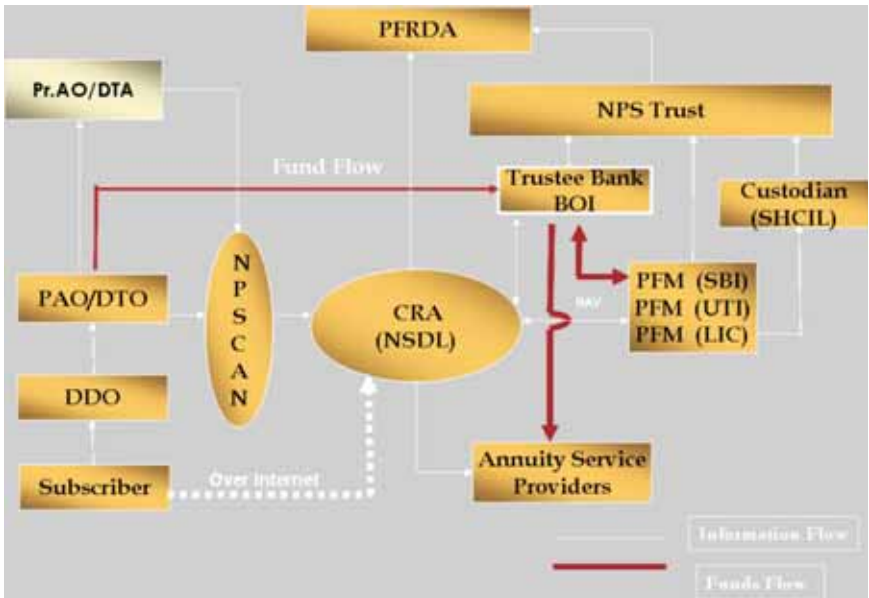 PFRDA
Pr.AO/DTA
NPS Trust
Fund Flow
Trustee Bank
BOI
Custodian
(SHCIL)
N
P
S
C
A
N
PAO/DTO
CRA
(NSDL)
NAV
PFM (SBI)
PFM (UTI)
PFM (LIC)
DDO
Subscriber
Over Internet
Annuity Service
Providers
Information Flow
Funds Flow